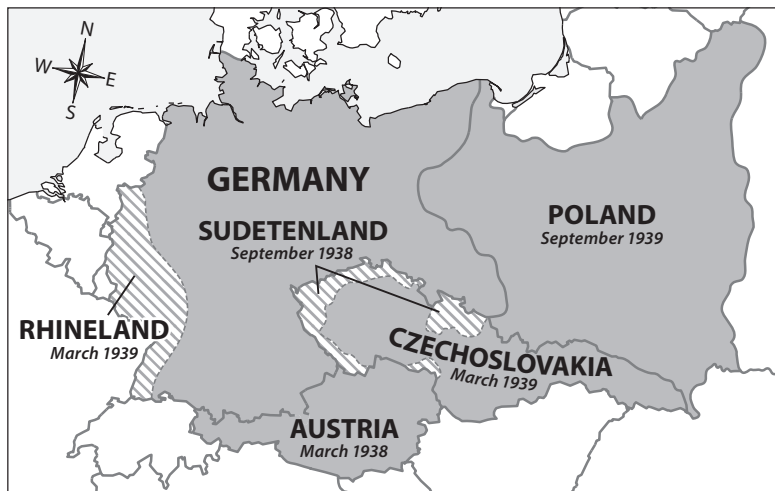 N
W
E
S
GERMANY
SUDETENLAND
September 1938
POLAND
September 1939
RHINELAND
March 1939
CZECHOSLOVAKIA
March 1939
AUSTRIA
March 1938